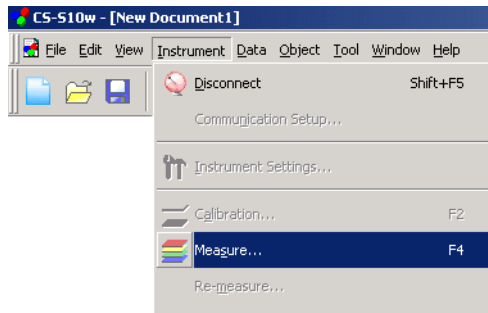 CS-S10w - [New Document1]
File Edit View Instrument Data Object Tool Window Help
Disconnect Shift+F5
Communication Setup...
Instrument Settings...
Calibration... F2
Measure... F4
Re-measure...